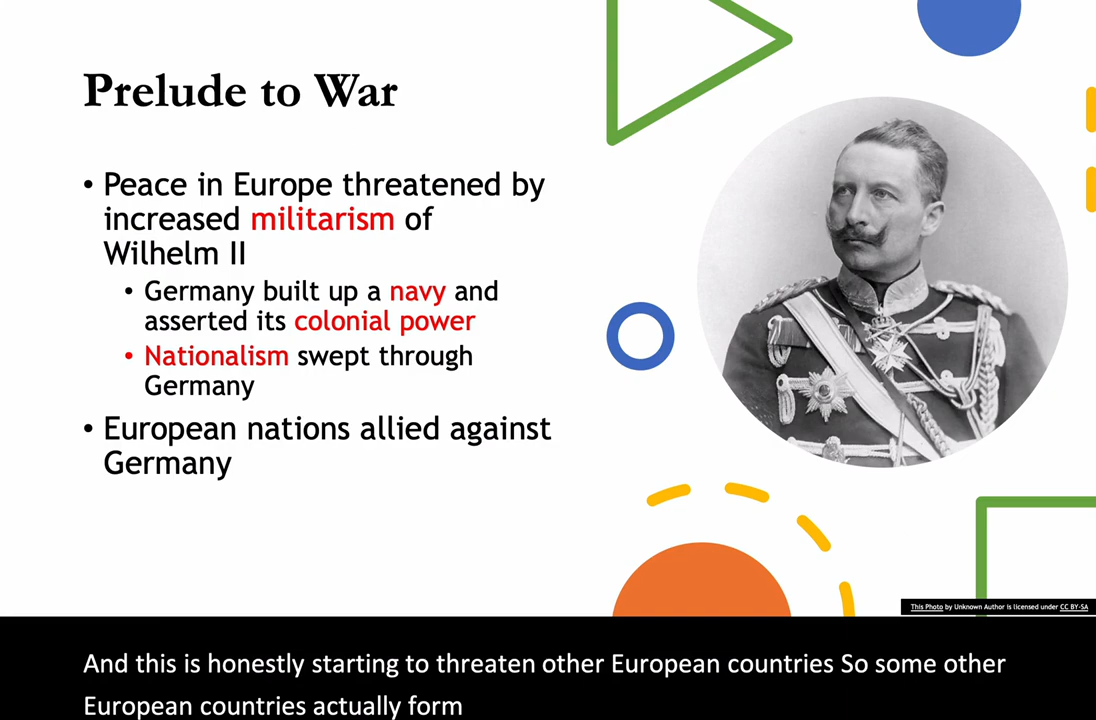 Prelude to War
• Peace in Europe threatened by
increased militarism of
Wilhelm II
• Germany built up a navy and
asserted its colonial power
• Nationalism swept through
Germany
• European nations allied against
Germany
This Photo by Unknown Author is licensed under CC BY-SA
And this is honestly starting to threaten other European countries So some other
European countries actually form